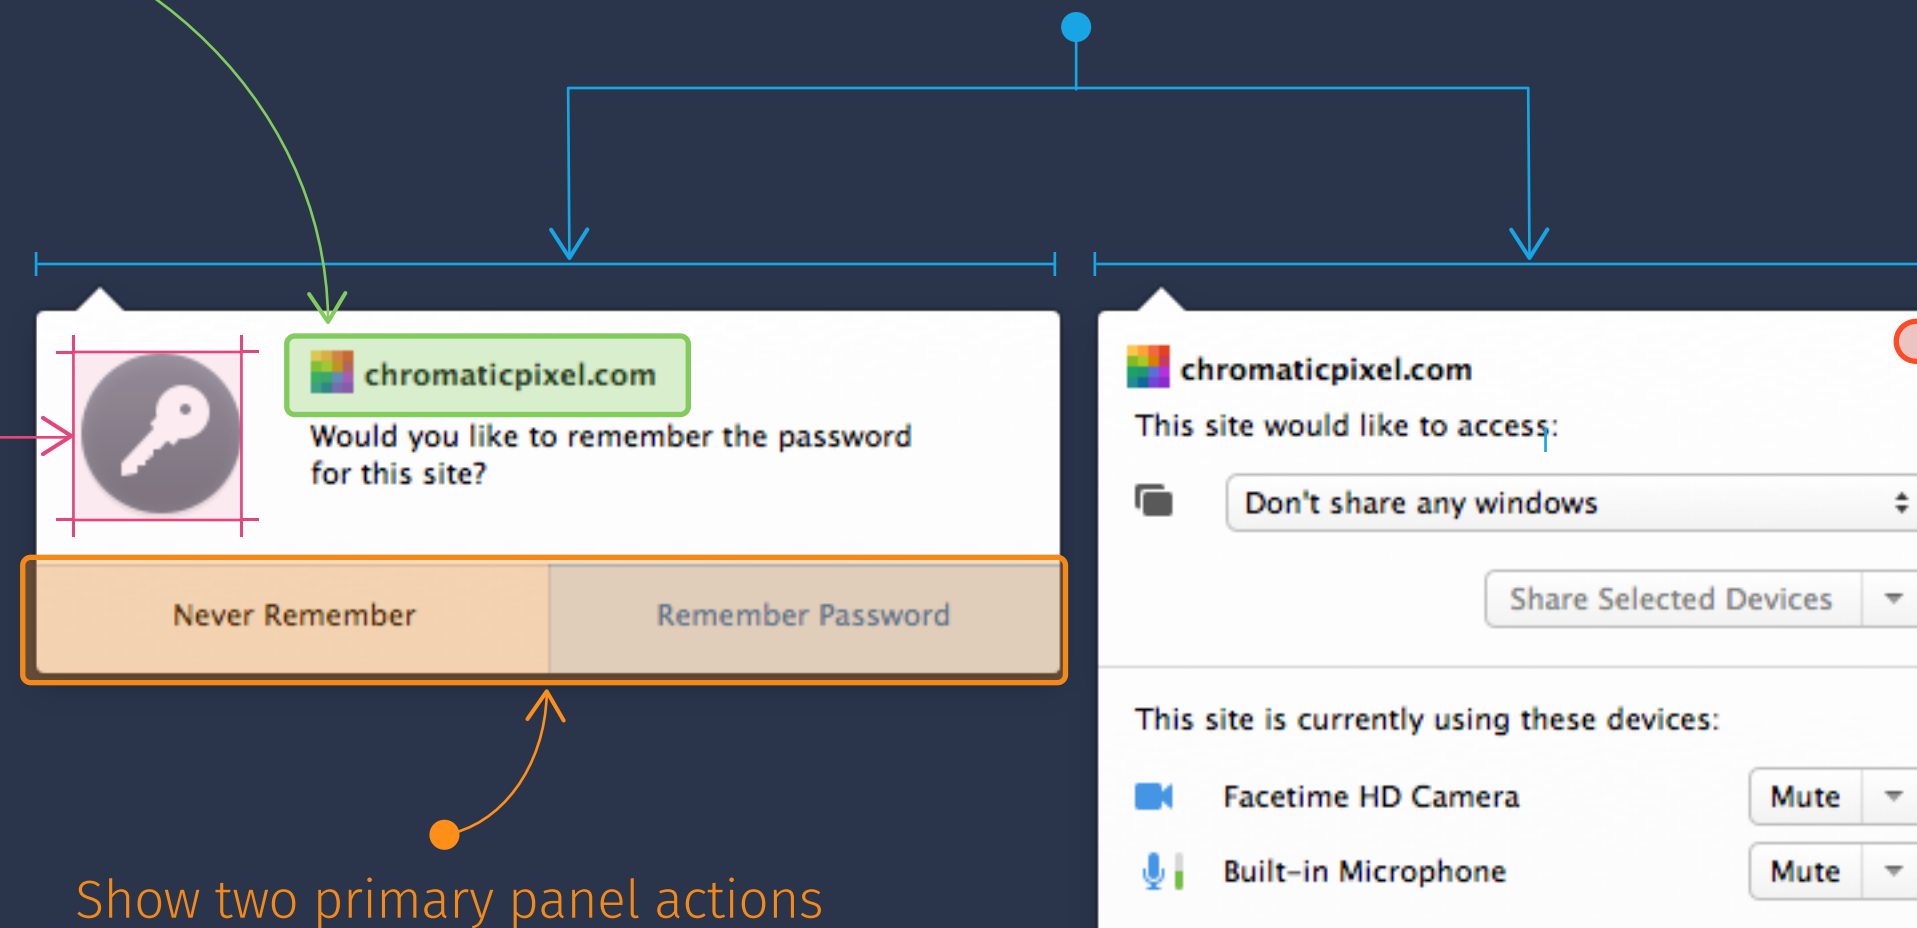 chromaticpixel.com
Would you like to remember the password
for this site?
Never Remember
Remember Password
Show two primary panel actions
chromaticpixel.com
This site would like to access:
Don't share any windows
Share Selected Devices
This site is currently using these devices:
Facetime HD Camera
Mute
Built-in Microphone
Mute